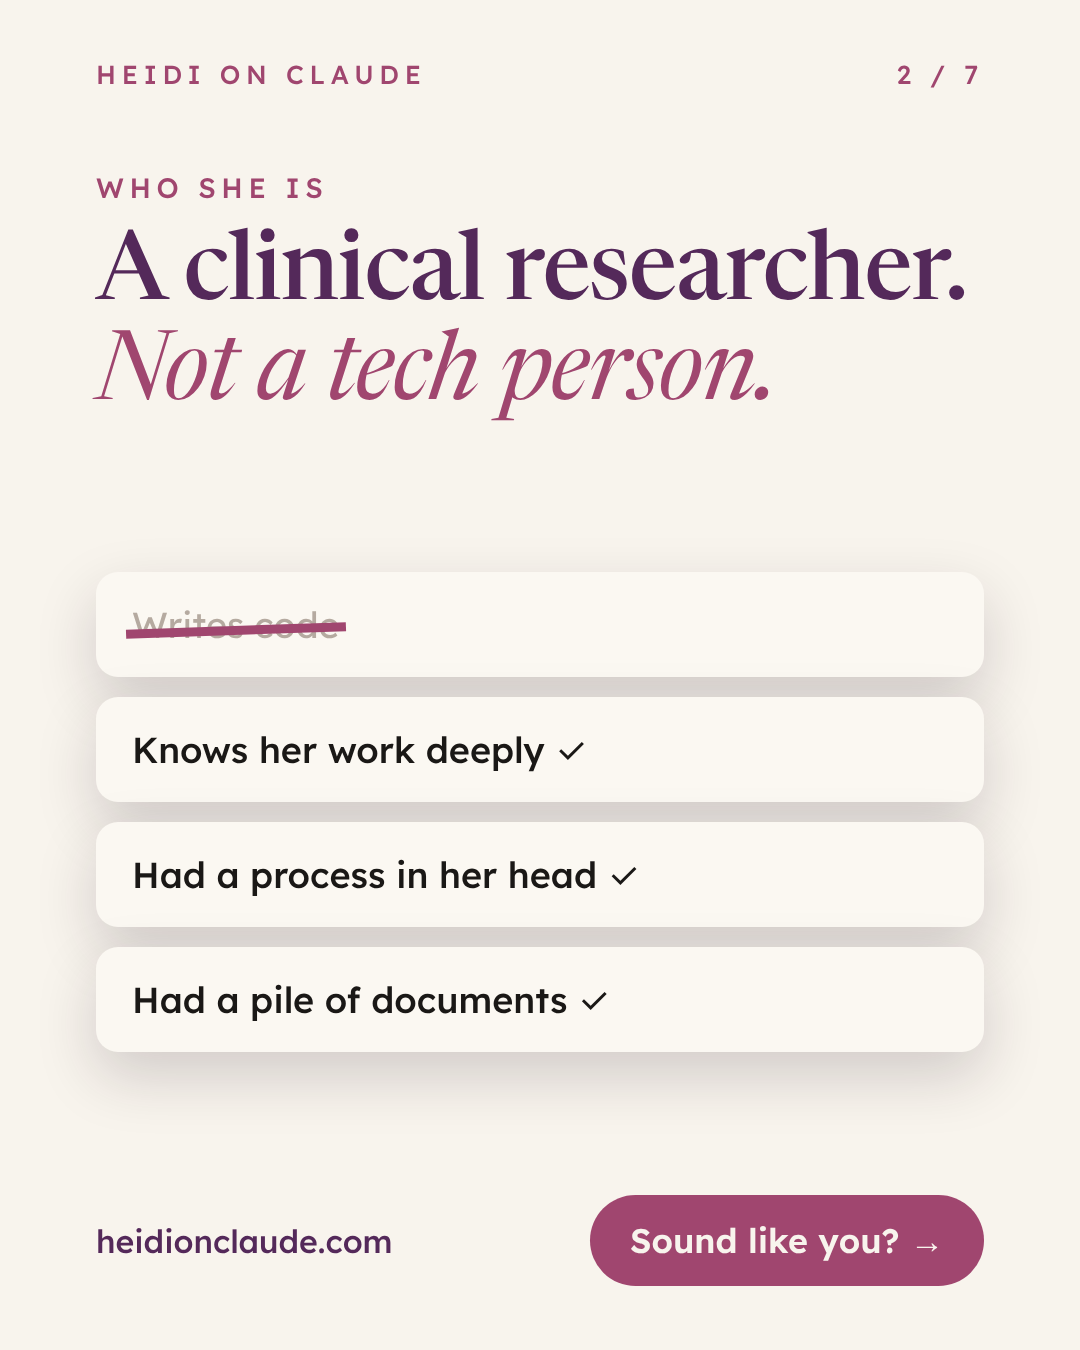 HEIDI ON CLAUDE
2 / 7
WHO SHE IS
A clinical researcher.
Not a tech person.
Writes code
Knows her work deeply ✓
Had a process in her head ✓
Had a pile of documents ✓
heidionclaude.com
Sound like you? →